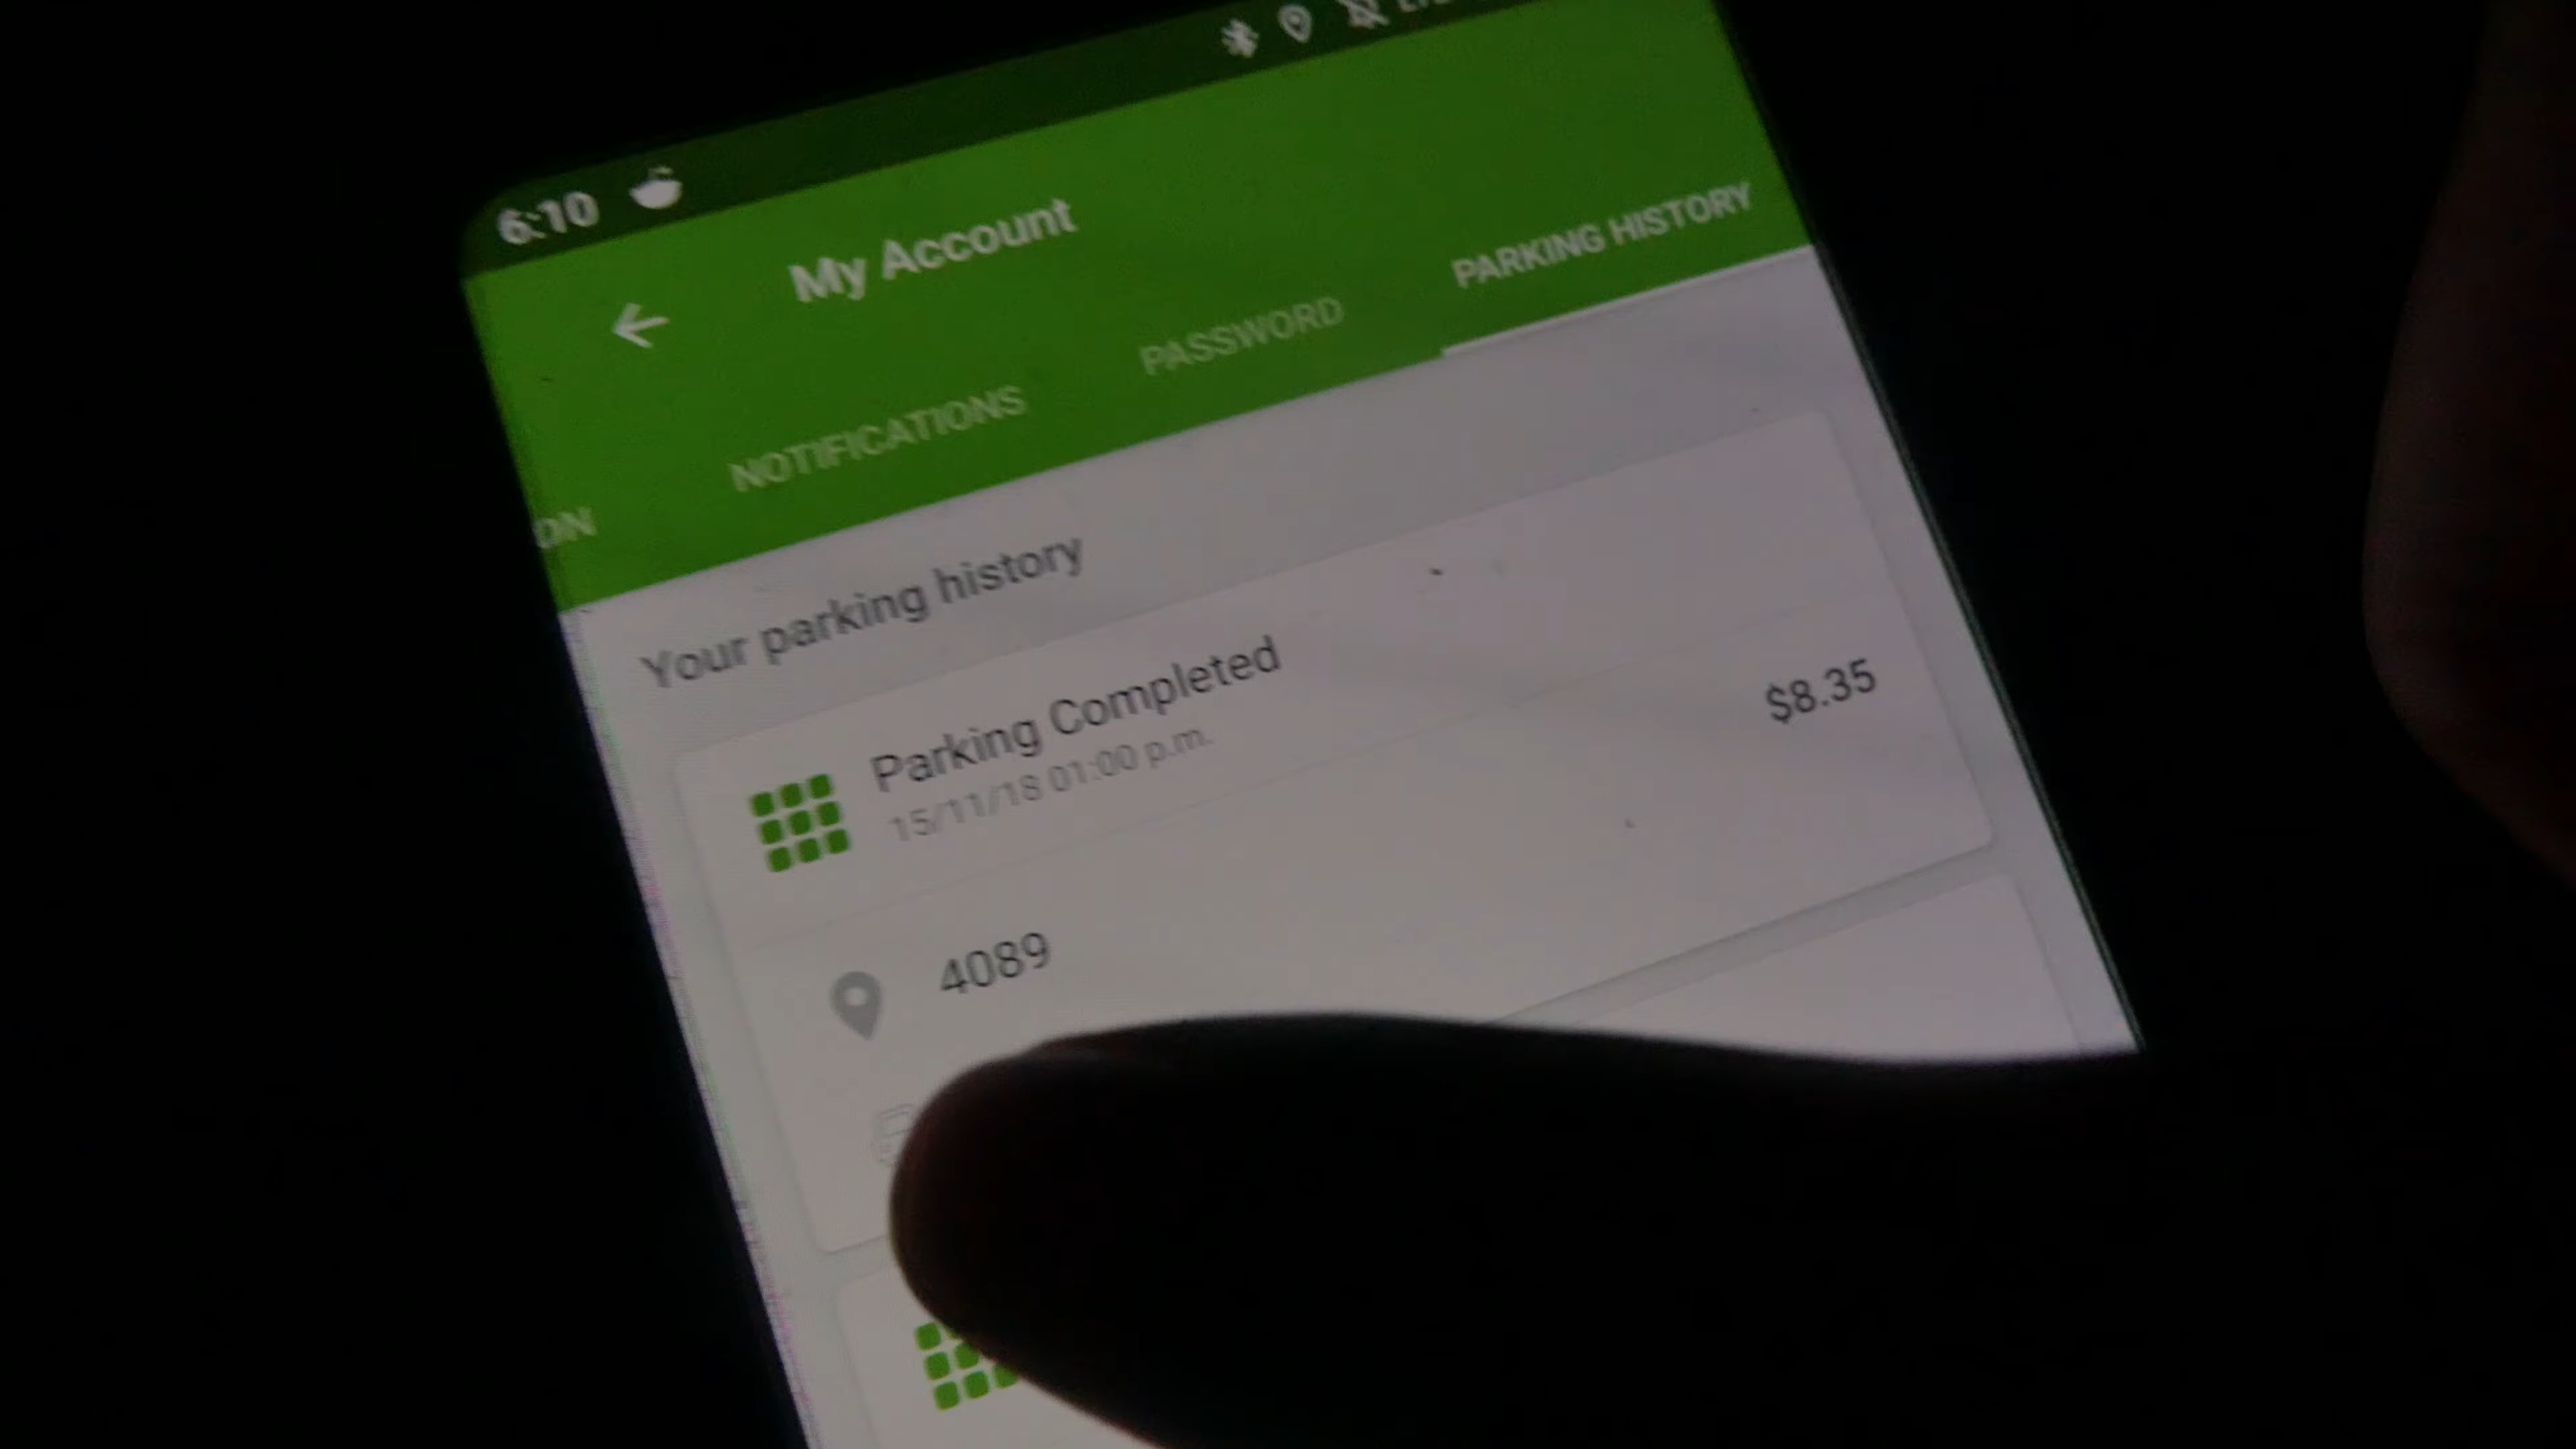 6:10
My Account
ON
NOTIFICATIONS
PASSWORD
PARKING HISTORY
Your parking history
Parking Completed
15/11/18 01:00 p.m.
$8.35
4089